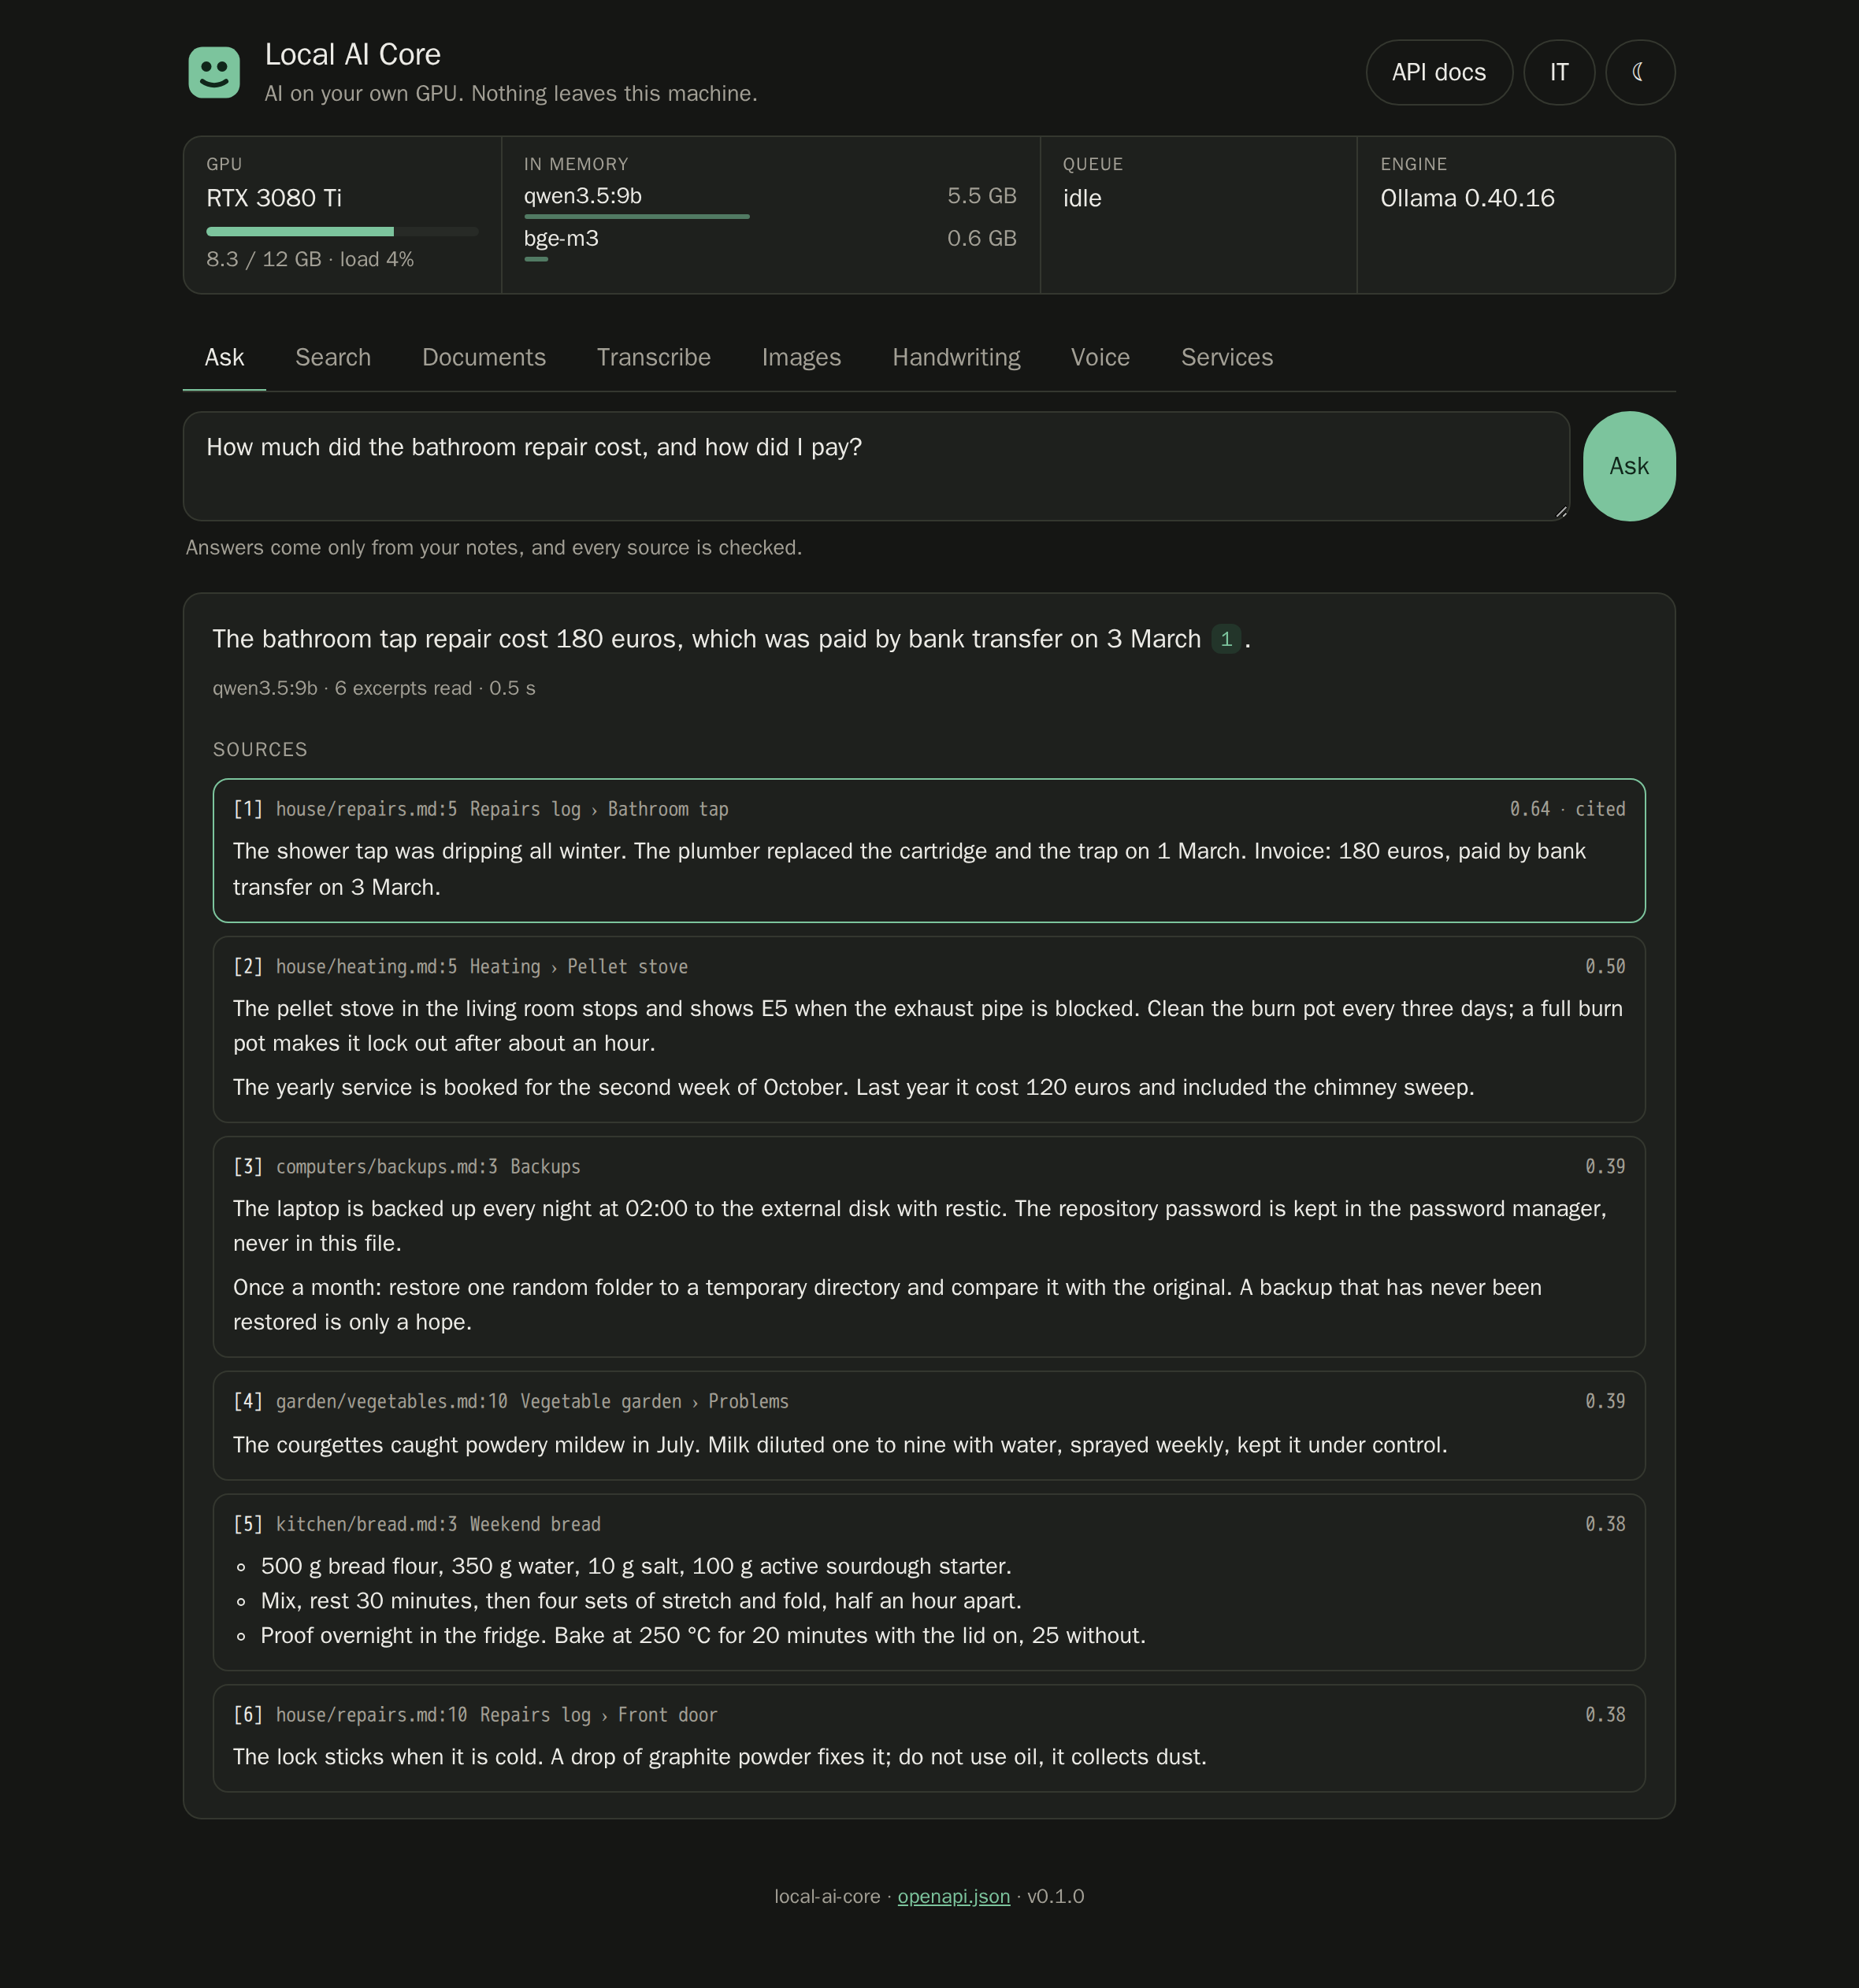 Local AI Core
AI on your own GPU. Nothing leaves this machine.
API docs
IT
GPU
RTX 3080 Ti
8.3 / 12 GB · load 4%
IN MEMORY
qwen3.5:9b 5.5 GB
bge-m3 0.6 GB
QUEUE
idle
ENGINE
Ollama 0.40.16
Ask Search Documents Transcribe Images Handwriting Voice Services
How much did the bathroom repair cost, and how did I pay?
Ask
Answers come only from your notes, and every source is checked.
The bathroom tap repair cost 180 euros, which was paid by bank transfer on 3 March 1.
qwen3.5:9b · 6 excerpts read · 0.5 s
SOURCES
[1] house/repairs.md:5 Repairs log › Bathroom tap 0.64 · cited
The shower tap was dripping all winter. The plumber replaced the cartridge and the trap on 1 March. Invoice: 180 euros, paid by bank
transfer on 3 March.
[2] house/heating.md:5 Heating › Pellet stove 0.50
The pellet stove in the living room stops and shows E5 when the exhaust pipe is blocked. Clean the burn pot every three days; a full burn
pot makes it lock out after about an hour.
The yearly service is booked for the second week of October. Last year it cost 120 euros and included the chimney sweep.
[3] computers/backups.md:3 Backups 0.39
The laptop is backed up every night at 02:00 to the external disk with restic. The repository password is kept in the password manager,
never in this file.
Once a month: restore one random folder to a temporary directory and compare it with the original. A backup that has never been
restored is only a hope.
[4] garden/vegetables.md:10 Vegetable garden › Problems 0.39
The courgettes caught powdery mildew in July. Milk diluted one to nine with water, sprayed weekly, kept it under control.
[5] kitchen/bread.md:3 Weekend bread 0.38
◦ 500 g bread flour, 350 g water, 10 g salt, 100 g active sourdough starter.
◦ Mix, rest 30 minutes, then four sets of stretch and fold, half an hour apart.
◦ Proof overnight in the fridge. Bake at 250 °C for 20 minutes with the lid on, 25 without.
[6] house/repairs.md:10 Repairs log › Front door 0.38
The lock sticks when it is cold. A drop of graphite powder fixes it; do not use oil, it collects dust.
local-ai-core · openapi.json · v0.1.0